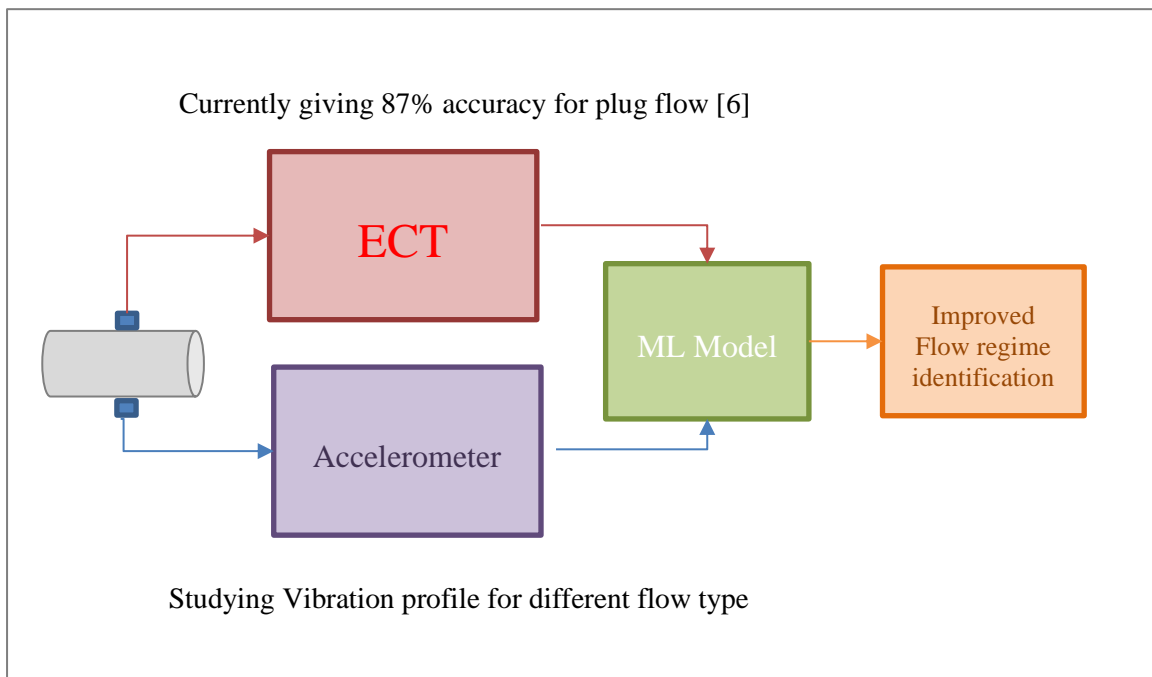 Currently giving 87% accuracy for plug flow [6]
ECT
ML Model
Improved
Flow regime
identification
Accelerometer
Studying Vibration profile for different flow type